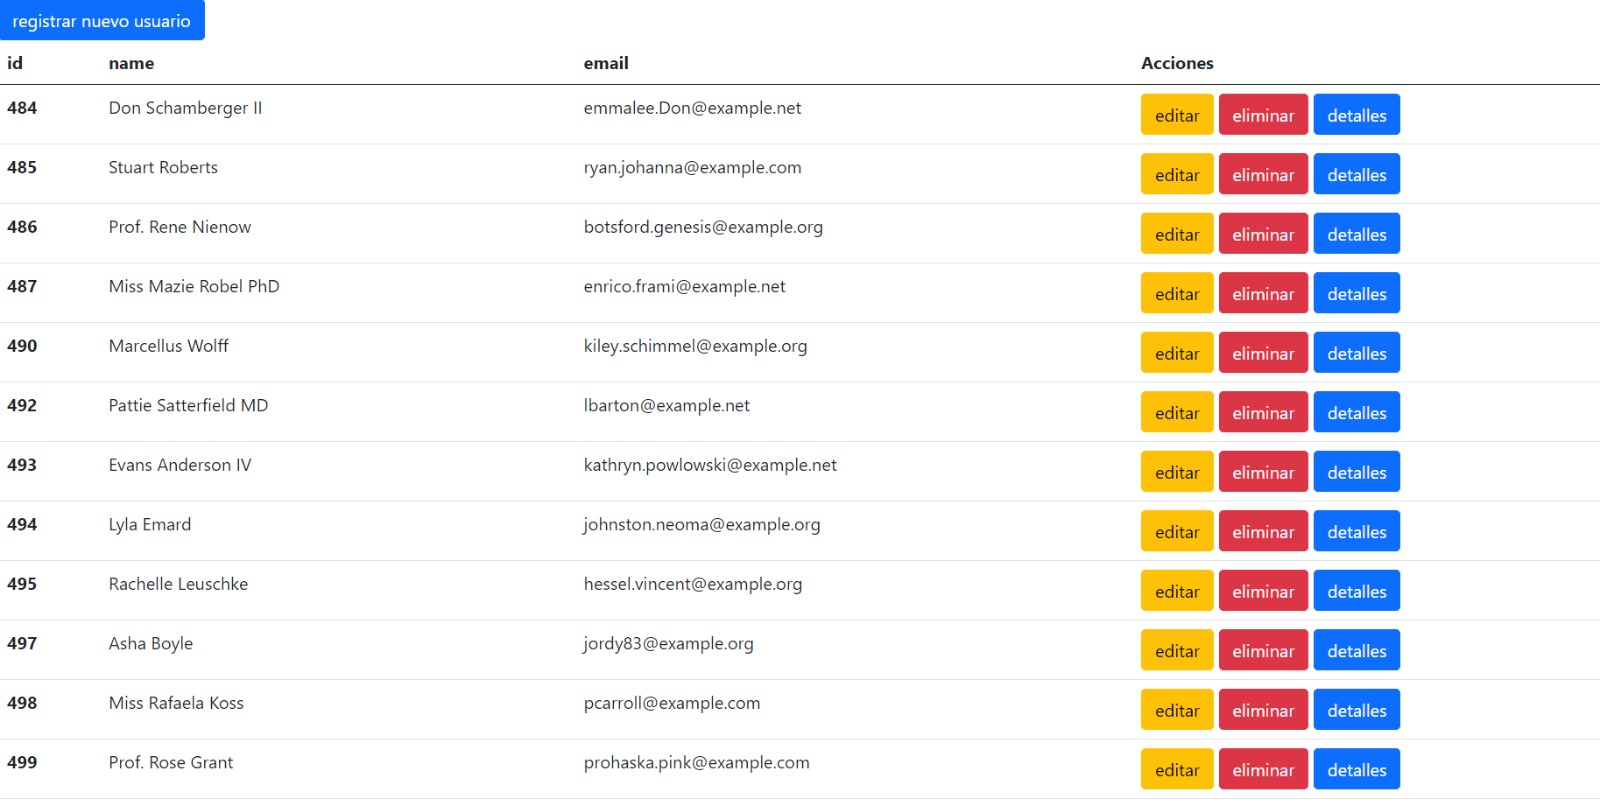 registrar nuevo usuario
id name email Acciones
484 Don Schamberger II emmalee.Don@example.net editar eliminar detalles
485 Stuart Roberts ryan.johanna@example.com editar eliminar detalles
486 Prof. Rene Nienow botsford.genesis@example.org editar eliminar detalles
487 Miss Mazie Robel PhD enrico.frami@example.net editar eliminar detalles
490 Marcellus Wolff kiley.schimmel@example.org editar eliminar detalles
492 Pattie Satterfield MD lbarton@example.net editar eliminar detalles
493 Evans Anderson IV kathryn.powlowski@example.net editar eliminar detalles
494 Lyla Emard johnston.neoma@example.org editar eliminar detalles
495 Rachelle Leuschke hessel.vincent@example.org editar eliminar detalles
497 Asha Boyle jordy83@example.org editar eliminar detalles
498 Miss Rafaela Koss pcarroll@example.com editar eliminar detalles
499 Prof. Rose Grant prohaska.pink@example.com editar eliminar detalles